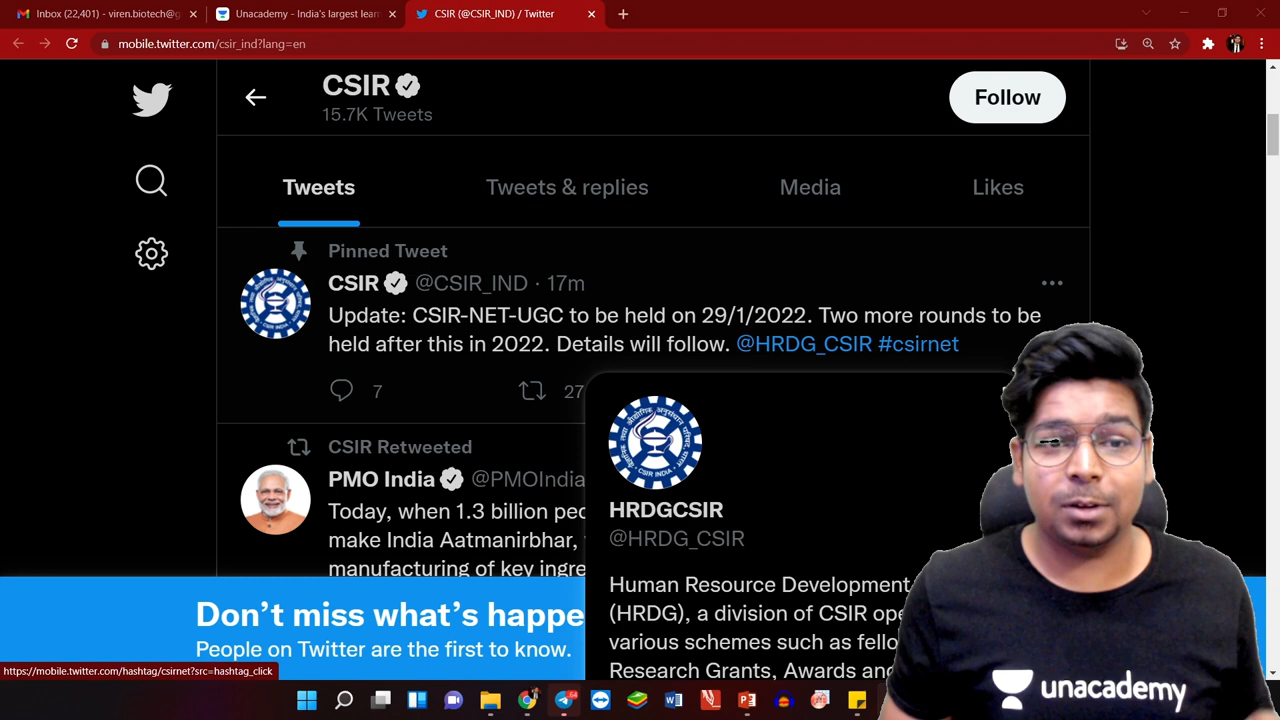 Inbox (22,401) - viren.biotech@g
Unacademy - India's largest learn
CSIR (@CSIR_IND) / Twitter
mobile.twitter.com/csir_ind?lang=en
CSIR
15.7K Tweets
Follow
Tweets
Tweets & replies
Media
Likes
Pinned Tweet
CSIR @CSIR_IND · 17m
Update: CSIR-NET-UGC to be held on 29/1/2022. Two more rounds to be
held after this in 2022. Details will follow. @HRDG_CSIR #csirnet
7
27
CSIR Retweeted
PMO India @PMOIndia
Today, when 1.3 billion peo
make India Aatmanirbhar,
manufacturing of key ingre
HRDGCSIR
@HRDG_CSIR
Human Resource Development
(HRDG), a division of CSIR ope
various schemes such as fello
Research Grants, Awards an
Don't miss what's happe
People on Twitter are the first to know.
https://mobile.twitter.com/hashtag/csirnet?src=hashtag_click
unacademy